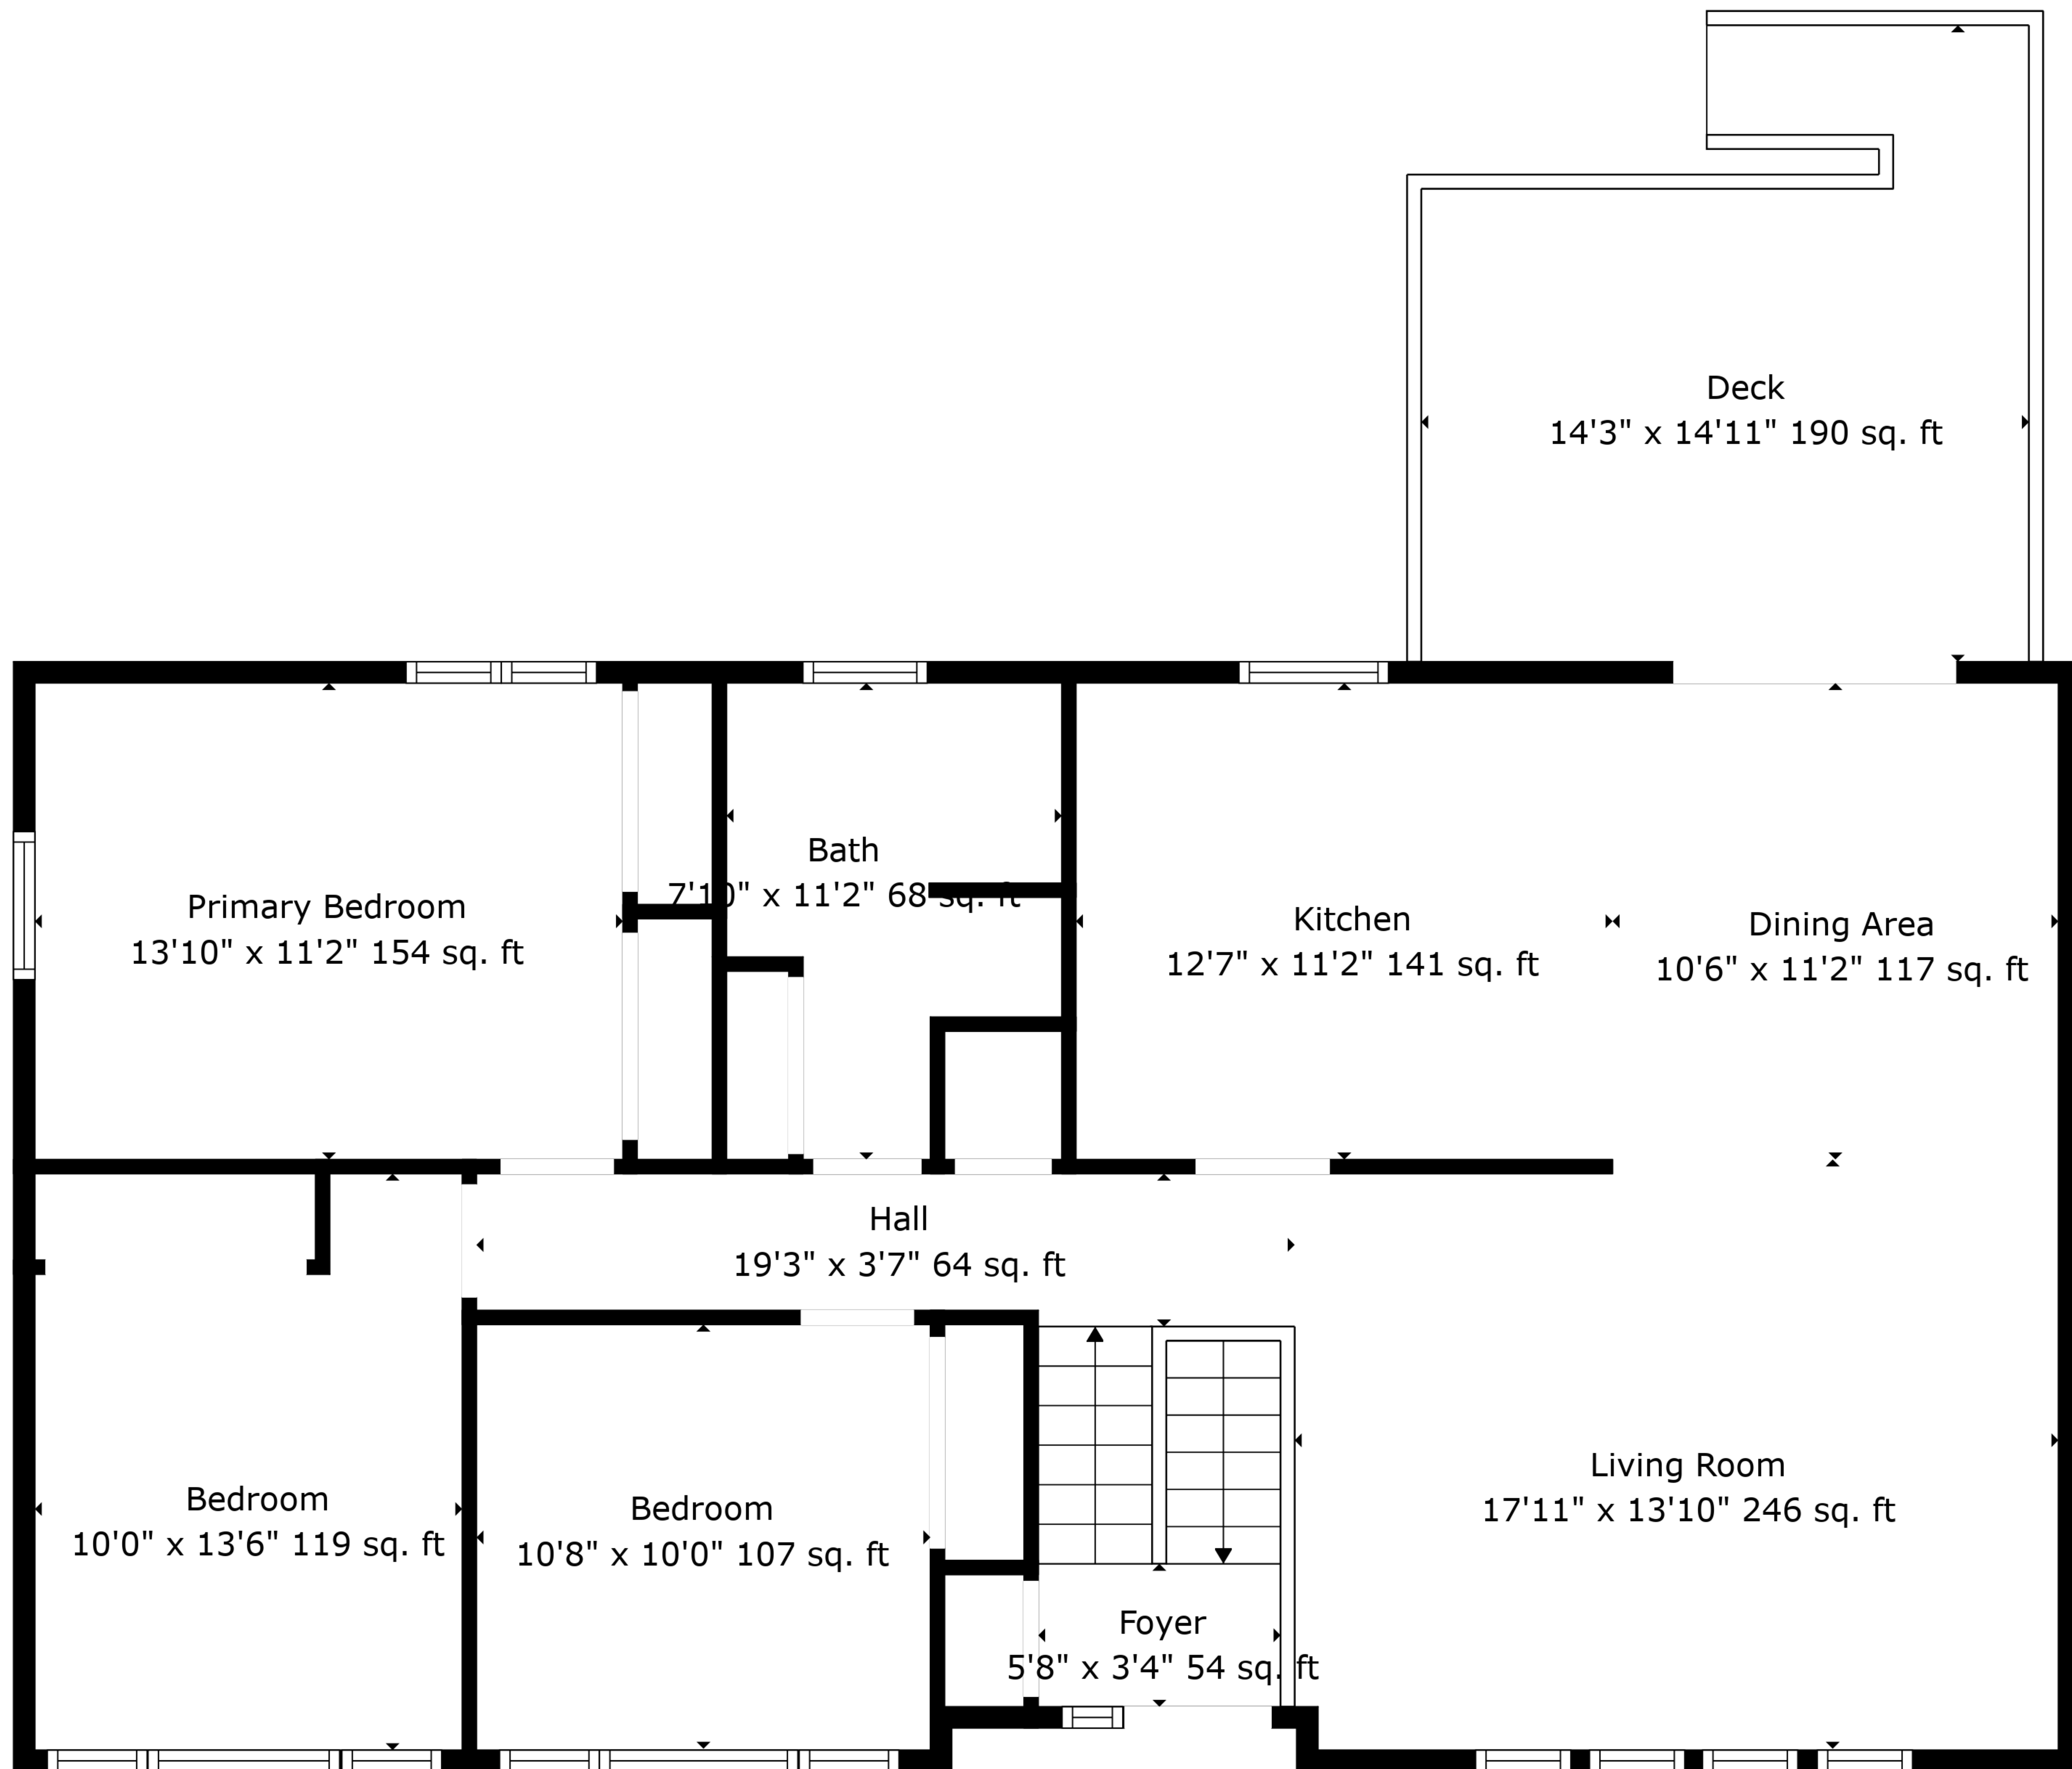 Deck
14'3" x 14'11" 190 sq. ft
Bath
7'10" x 11'2" 68 sq. ft
Primary Bedroom
13'10" x 11'2" 154 sq. ft
Kitchen
12'7" x 11'2" 141 sq. ft
Dining Area
10'6" x 11'2" 117 sq. ft
Hall
19'3" x 3'7" 64 sq. ft
Bedroom
10'0" x 13'6" 119 sq. ft
Bedroom
10'8" x 10'0" 107 sq. ft
Living Room
17'11" x 13'10" 246 sq. ft
Foyer
5'8" x 3'4" 54 sq. ft